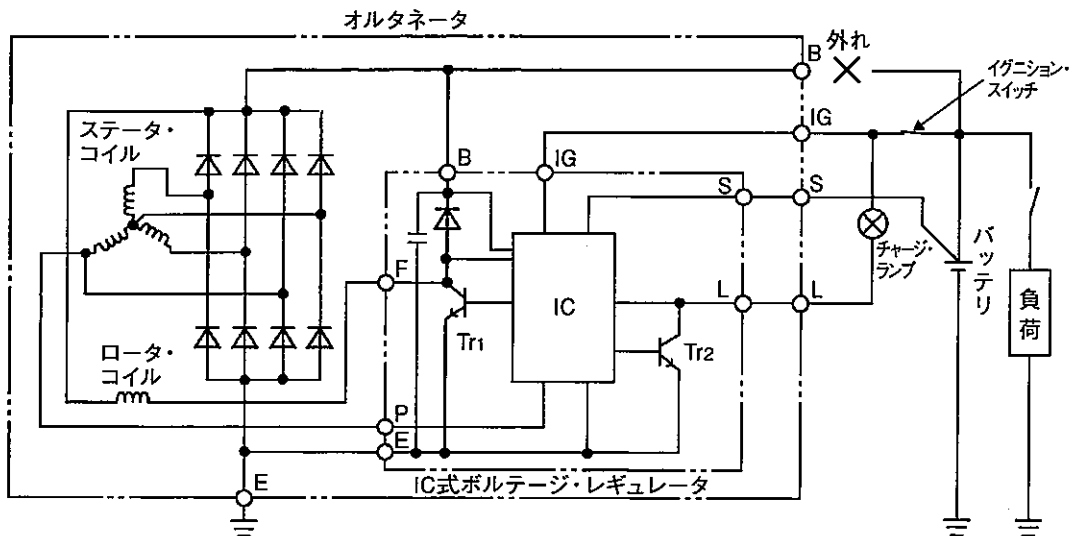 オルタネータ
B
外れ
イグニション・
スイッチ
IG
ステータ・
コイル
B
IG
S
S
F
チャージ・
ランプ
バッテリ
IC
L
L
負荷
Tr1
Tr2
ロータ・
コイル
P
E
E
IC式ボルテージ・レギュレータ